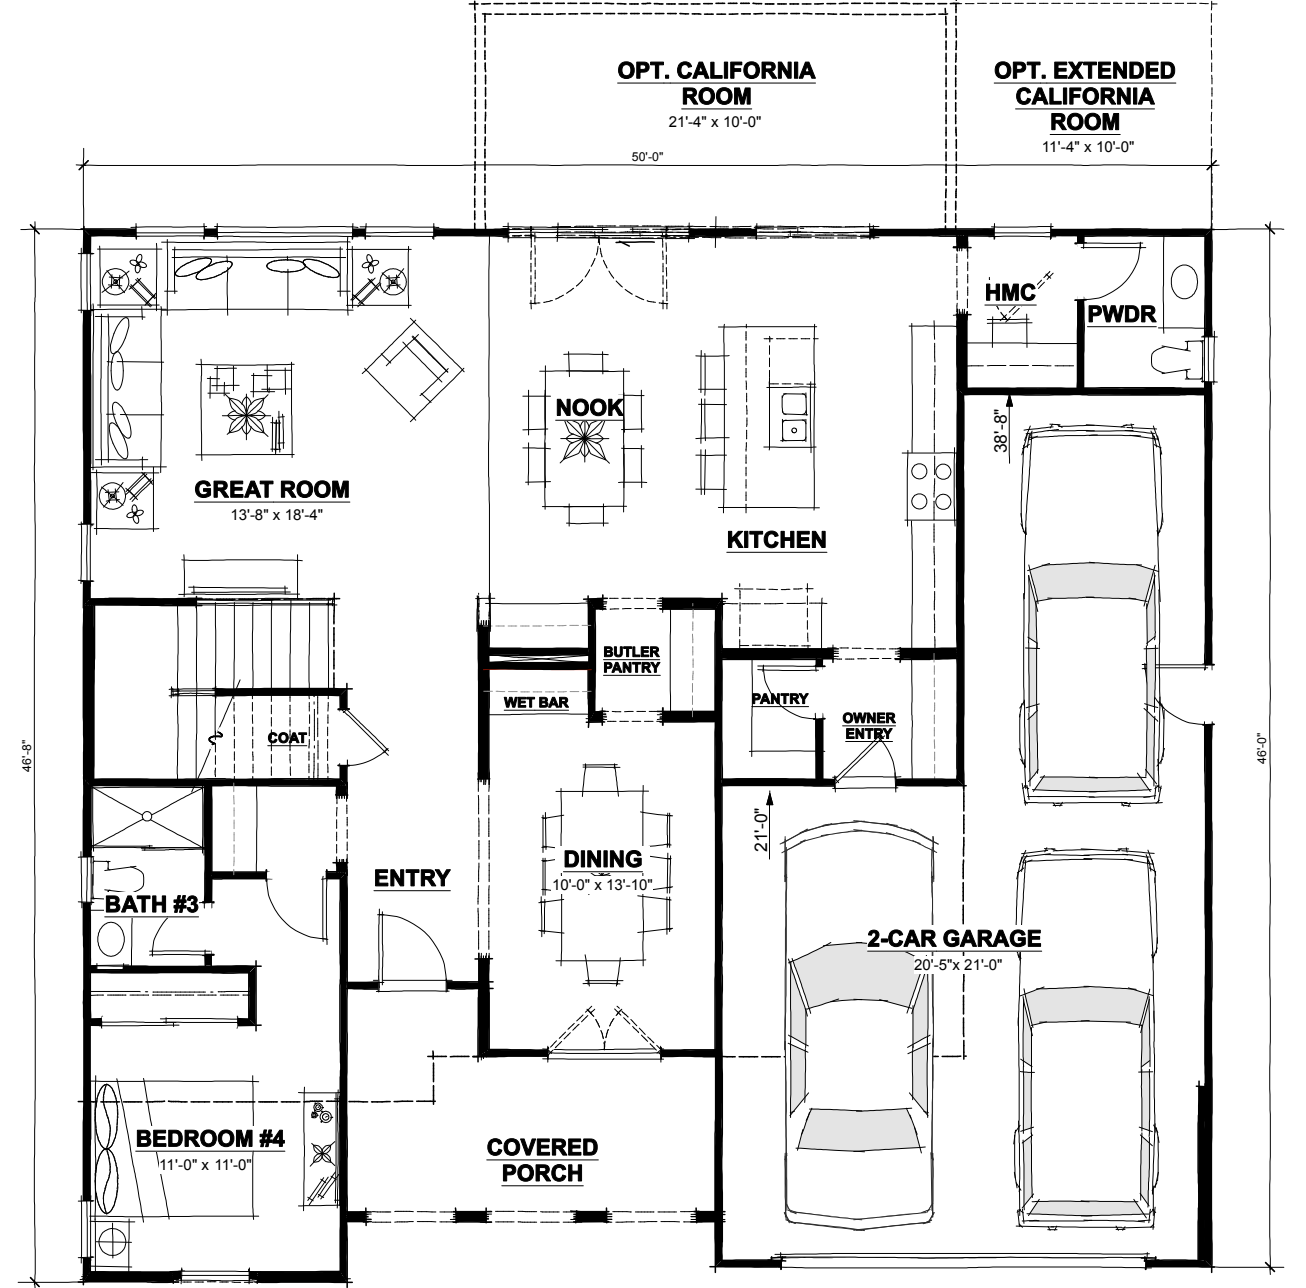 OPT. CALIFORNIA
ROOM
21'-4" x 10'-0"
OPT. EXTENDED
CALIFORNIA
ROOM
11'-4" x 10'-0"
50'-0"
HMC
PWDR
NOOK
38'-8"
GREAT ROOM
13'-8" x 18'-4"
KITCHEN
BUTLER
PANTRY
WET BAR
PANTRY
OWNER
ENTRY
COAT
46'-8"
46'-0"
21'-0"
DINING
10'-0" x 13'-10"
ENTRY
BATH #3
2-CAR GARAGE
20'-5"x 21'-0"
BEDROOM #4
11'-0" x 11'-0"
COVERED
PORCH